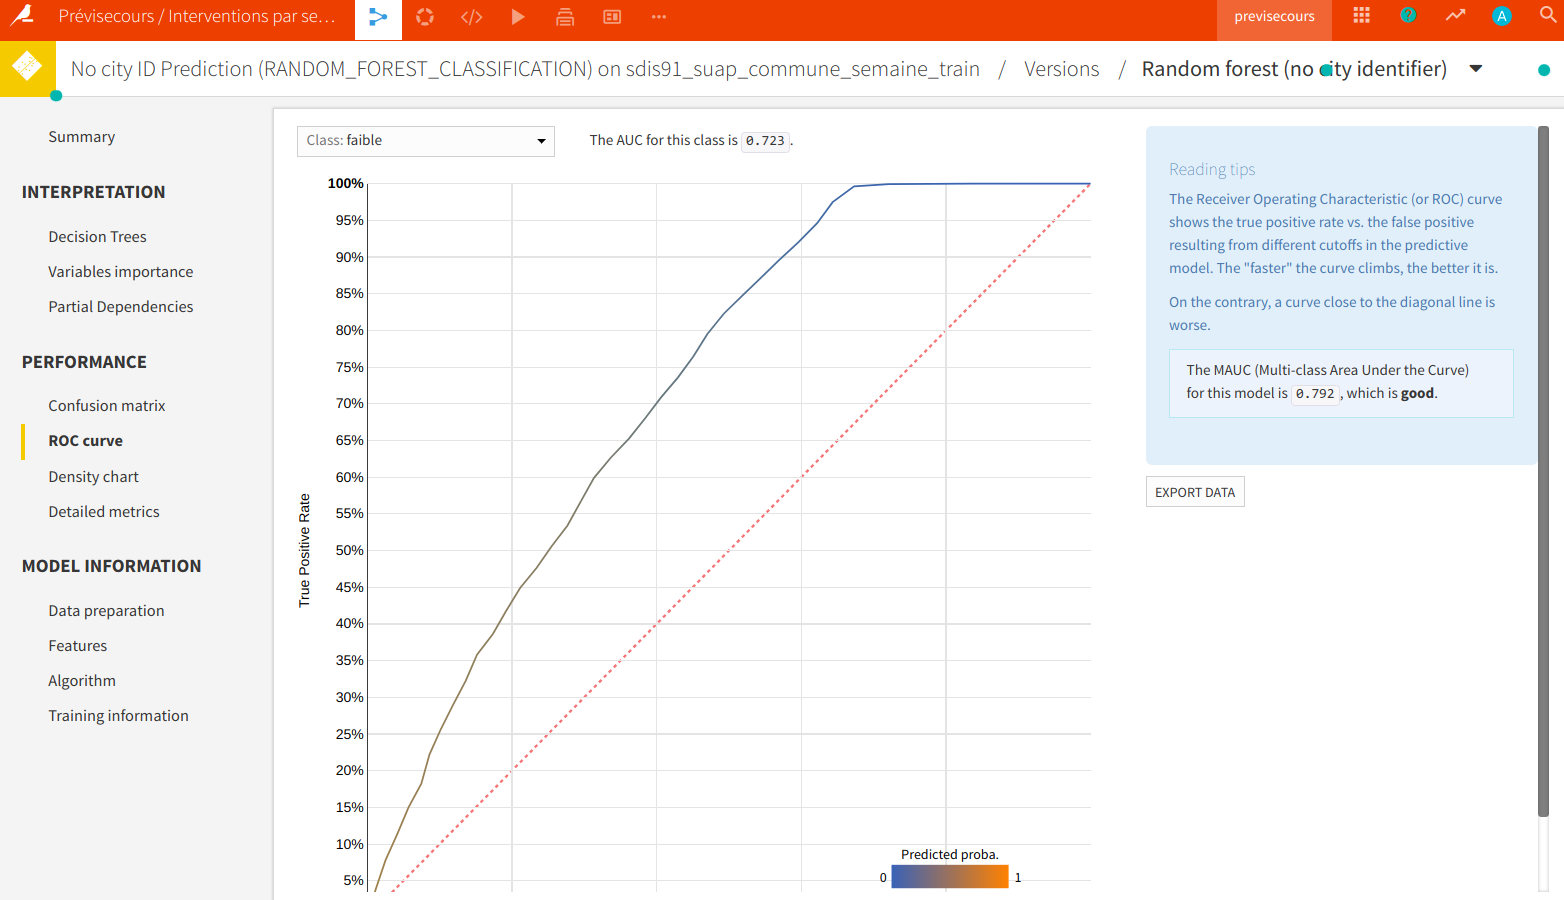 Prévisecours / Interventions par se...
previsecours
?
A
No city ID Prediction (RANDOM_FOREST_CLASSIFICATION) on sdis91_suap_commune_semaine_train / Versions / Random forest (no city identifier)
Summary
INTERPRETATION
Decision Trees
Variables importance
Partial Dependencies
PERFORMANCE
Confusion matrix
ROC curve
Density chart
Detailed metrics
MODEL INFORMATION
Data preparation
Features
Algorithm
Training information
Class: faible
The AUC for this class is 0.723.
100%
95%
90%
85%
80%
75%
70%
65%
60%
55%
50%
45%
40%
35%
30%
25%
20%
15%
10%
5%
True Positive Rate
Predicted proba.
0 1
Reading tips
The Receiver Operating Characteristic (or ROC) curve
shows the true positive rate vs. the false positive
resulting from different cutoffs in the predictive
model. The "faster" the curve climbs, the better it is.
On the contrary, a curve close to the diagonal line is
worse.
The MAUC (Multi-class Area Under the Curve)
for this model is 0.792, which is good.
EXPORT DATA